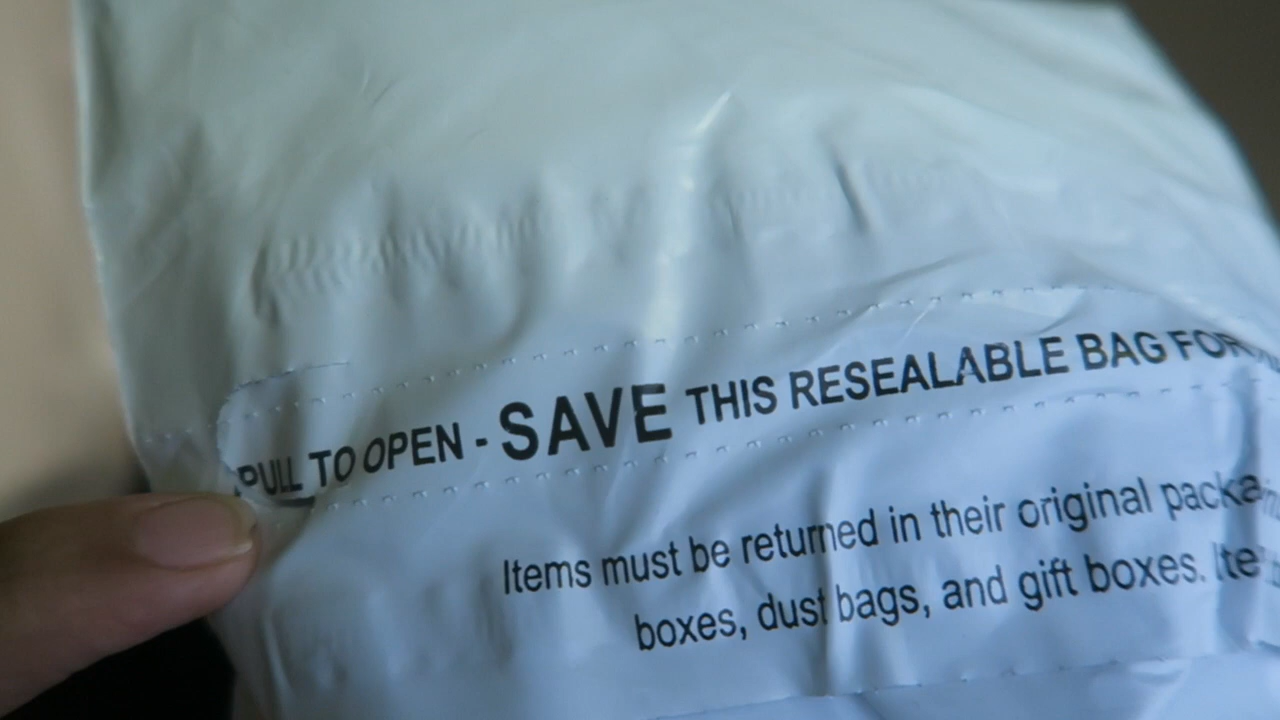 PULL TO OPEN - SAVE THIS RESEALABLE BAG FOR
Items must be returned in their original
boxes, dust bags, and gift boxes.